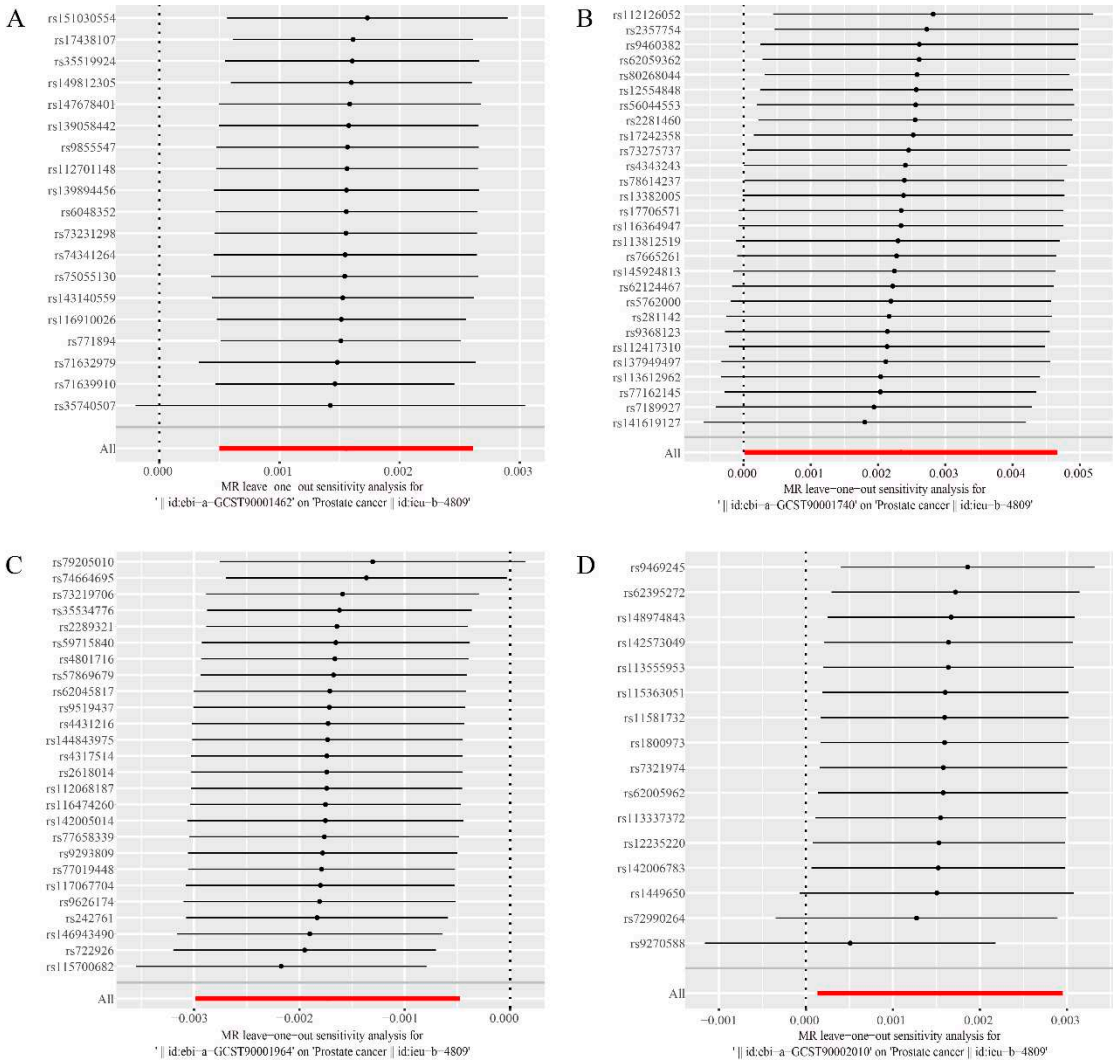 A
rs151030554
rs17438107
rs35519924
rs149812305
rs147678401
rs139058442
rs9855547
rs112701148
rs139894456
rs6048352
rs73231298
rs74341264
rs75055130
rs143140559
rs116910026
rs771894
rs71632979
rs71639910
rs35740507
All
0.000 0.001 0.002 0.003
MR leave-one-out sensitivity analysis for
' || id:ebi-a-GCST90001462' on 'Prostate cancer || id:ieu-b-4809'
B
rs112126052
rs2357754
rs9460382
rs62059362
rs80268044
rs12554848
rs56044553
rs2281460
rs17242358
rs73275737
rs4343243
rs78614237
rs13382005
rs17706571
rs116364947
rs113812519
rs7665261
rs145924813
rs62124467
rs5762000
rs281142
rs9368123
rs112417310
rs137949497
rs113612962
rs77162145
rs7189927
rs141619127
All
0.000 0.001 0.002 0.003 0.004 0.005
MR leave-one-out sensitivity analysis for
' || id:ebi-a-GCST90001740' on 'Prostate cancer || id:ieu-b-4809'
C
rs79205010
rs74664695
rs73219706
rs35534776
rs2289321
rs59715840
rs4801716
rs57869679
rs62045817
rs9519437
rs4431216
rs144843975
rs4317514
rs2618014
rs112068187
rs116474260
rs142005014
rs77658339
rs9293809
rs77019448
rs117067704
rs9626174
rs242761
rs146943490
rs722926
rs115700682
All
−0.003 −0.002 −0.001 0.000
MR leave-one-out sensitivity analysis for
' || id:ebi-a-GCST90001964' on 'Prostate cancer || id:ieu-b-4809'
D
rs9469245
rs62395272
rs148974843
rs142573049
rs113555953
rs115363051
rs11581732
rs1800973
rs7321974
rs62005962
rs113337372
rs12235220
rs142006783
rs1449650
rs72990264
rs9270588
All
−0.001 0.000 0.001 0.002 0.003
MR leave-one-out sensitivity analysis for
' || id:ebi-a-GCST90002010' on 'Prostate cancer || id:ieu-b-4809'